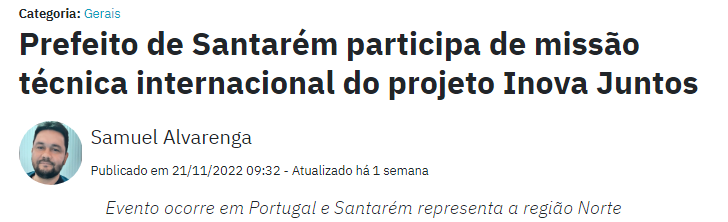 Categoria: Gerais
Prefeito de Santarém participa de missão
técnica internacional do projeto Inova Juntos
Samuel Alvarenga
Publicado em 21/11/2022 09:32 - Atualizado há 1 semana
Evento ocorre em Portugal e Santarém representa a região Norte